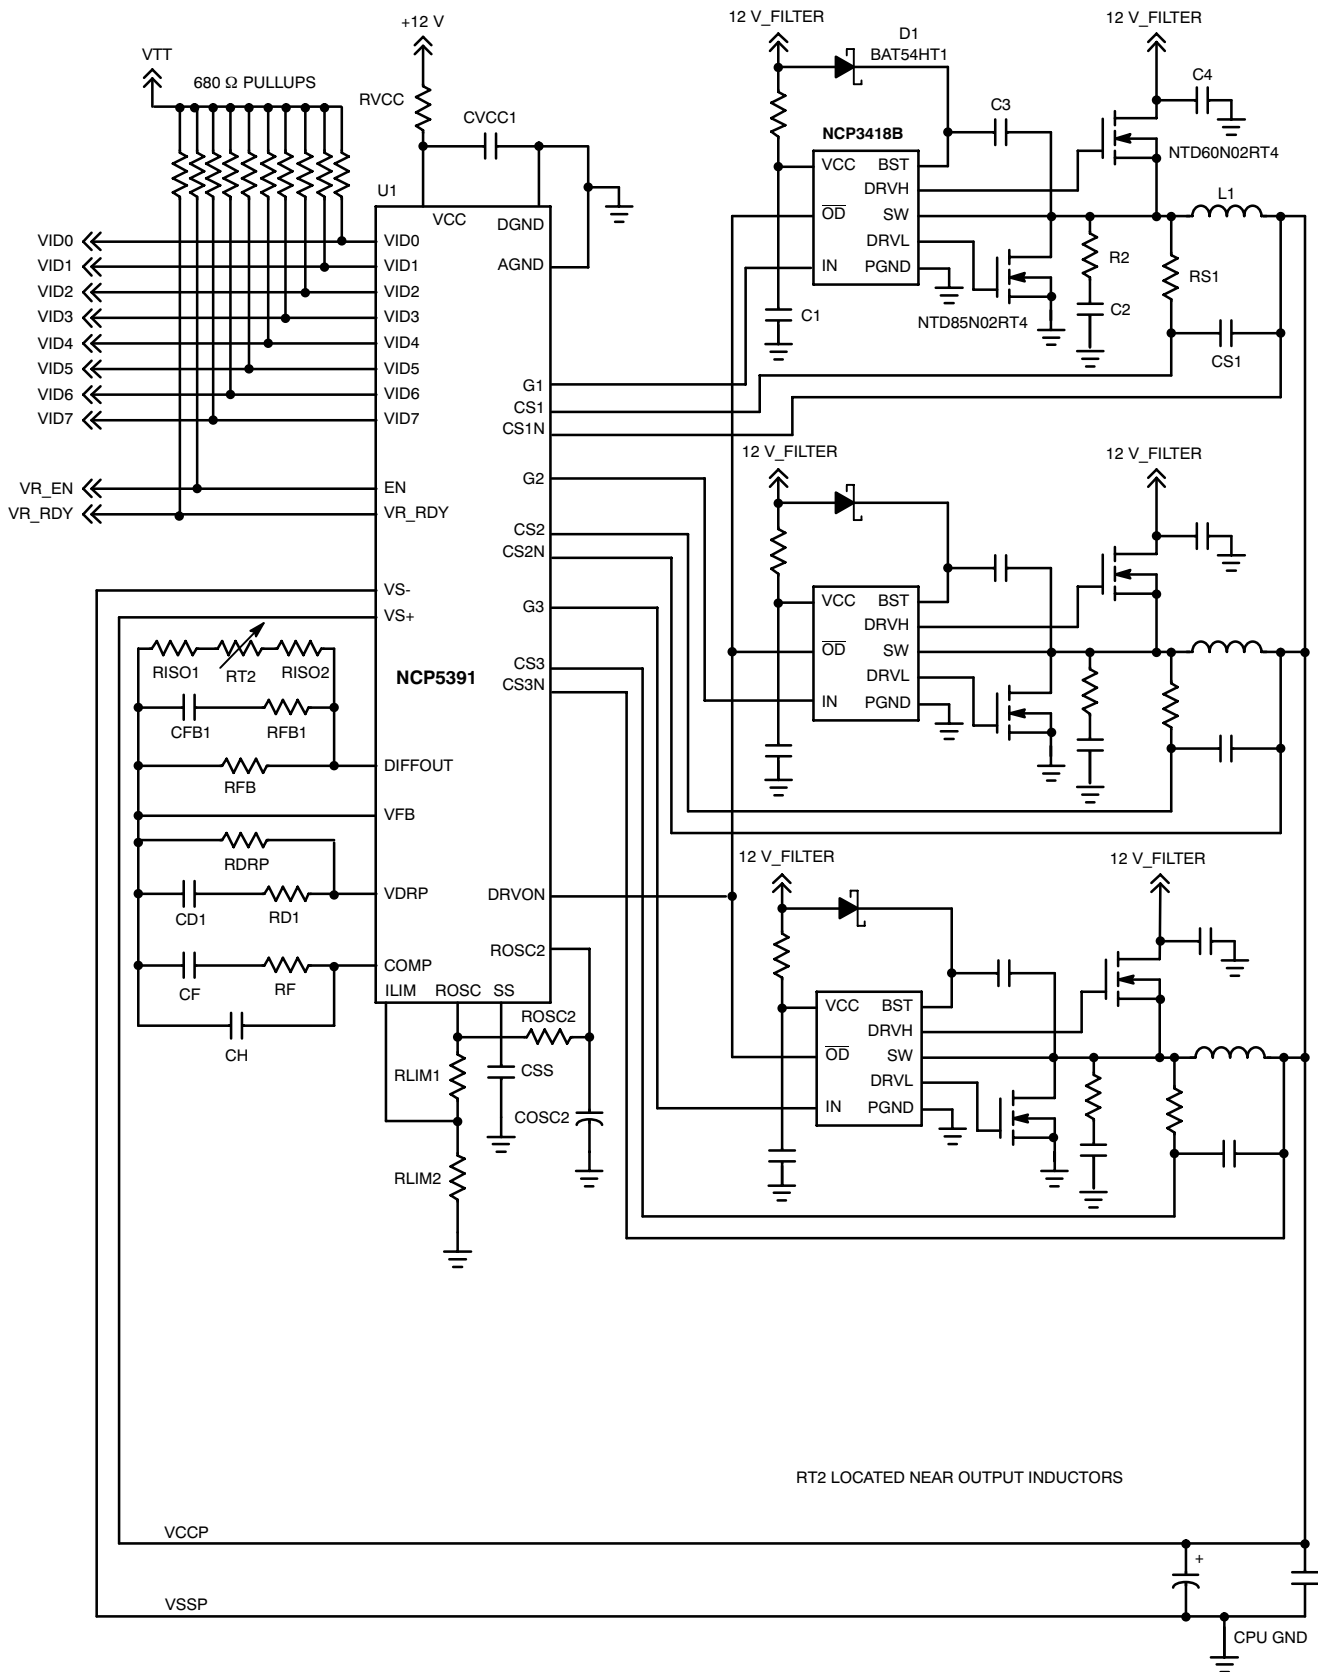 +12 V
12 V_FILTER
D1
BAT54HT1
12 V_FILTER
VTT
680 Ω PULLUPS
RVCC
CVCC1
C3
C4
NCP3418B
NTD60N02RT4
U1
VCC
DGND
AGND
VCC
BST
DRVH
OD
SW
DRVL
IN
PGND
L1
R2
RS1
C1
NTD85N02RT4
C2
CS1
VID0
VID0
VID1
VID1
VID2
VID2
VID3
VID3
VID4
VID4
VID5
VID5
VID6
VID6
VID7
VID7
G1
CS1
CS1N
12 V_FILTER
12 V_FILTER
VR_EN
EN
G2
VR_RDY
VR_RDY
CS2
CS2N
VS-
VS+
G3
VCC
BST
DRVH
OD
SW
DRVL
IN
PGND
RISO1
RT2
RISO2
NCP5391
CS3
CS3N
CFB1
RFB1
DIFFOUT
RFB
VFB
RDRP
12 V_FILTER
12 V_FILTER
VDRP
DRVON
CD1
RD1
ROSC2
COMP
CF
RF
ILIM
ROSC
SS
CH
ROSC2
VCC
BST
DRVH
OD
SW
DRVL
IN
PGND
RLIM1
CSS
COSC2
RLIM2
RT2 LOCATED NEAR OUTPUT INDUCTORS
VCCP
+
VSSP
CPU GND